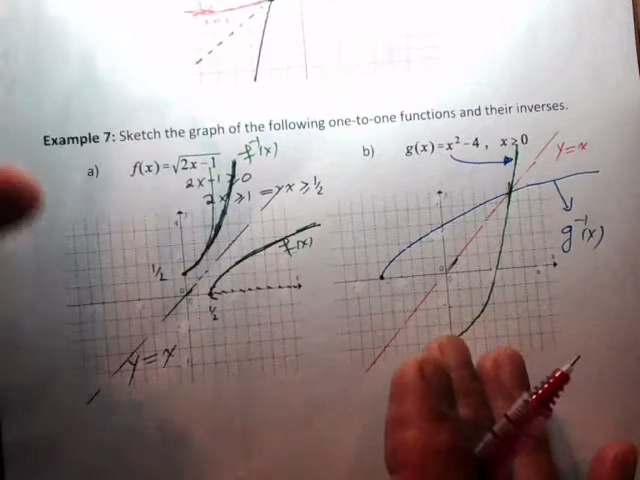 Example 7: Sketch the graph of the following one-to-one functions and their inverses.
a) f(x)=√2x-1
2x-1≥0
2x≥1 ⇒ x≥1/2
f⁻¹(x)
f(x)
1/2
1/2
y=x
b) g(x)=x²-4, x≥0
y=x
g⁻¹(x)